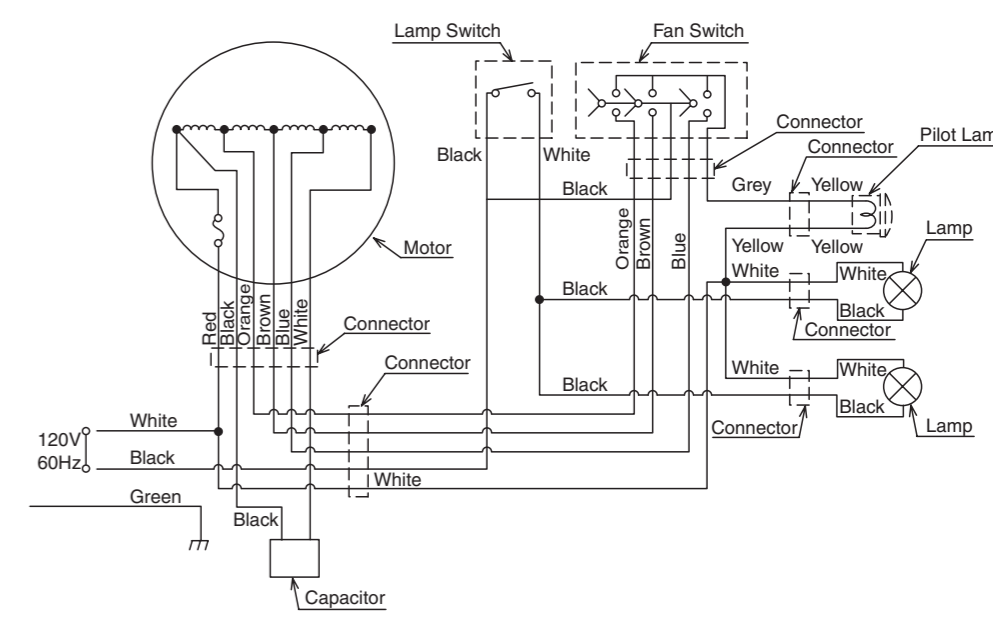 Lamp Switch
Fan Switch
Connector
Connector
Pilot Lam
Black
White
Black
Grey
Yellow
Orange
Brown
Blue
Yellow
Yellow
Lamp
Motor
White
White
Black
Black
Connector
Red
Black
Orange
Brown
Blue
White
Connector
Connector
White
White
Black
Black
Connector
Lamp
120V
60Hz
White
Black
White
Green
Black
Capacitor